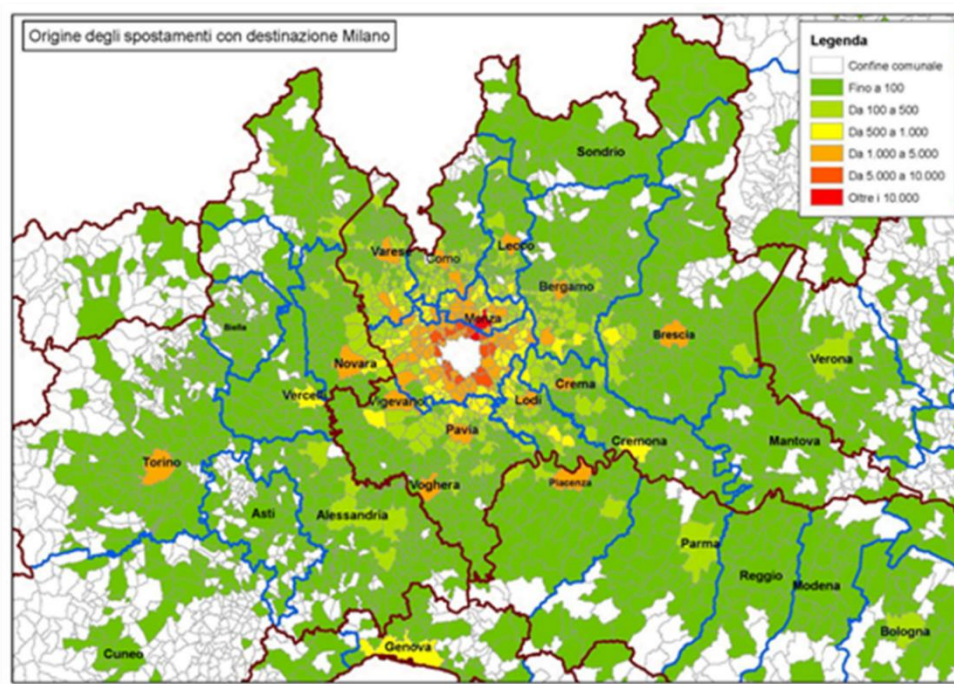 Origine degli spostamenti con destinazione Milano
Legenda
Confine comunale
Fino a 100
Da 100 a 500
Da 500 a 1.000
Da 1.000 a 5.000
Da 5.000 a 10.000
Oltre i 10.000
Sondrio
Varese
Como
Lecco
Bergamo
Monza
Biella
Brescia
Verona
Novara
Vercelli
Vigevano
Crema
Lodi
Pavia
Cremona
Mantova
Torino
Voghera
Piacenza
Asti
Alessandria
Parma
Reggio
Modena
Bologna
Genova
Cuneo